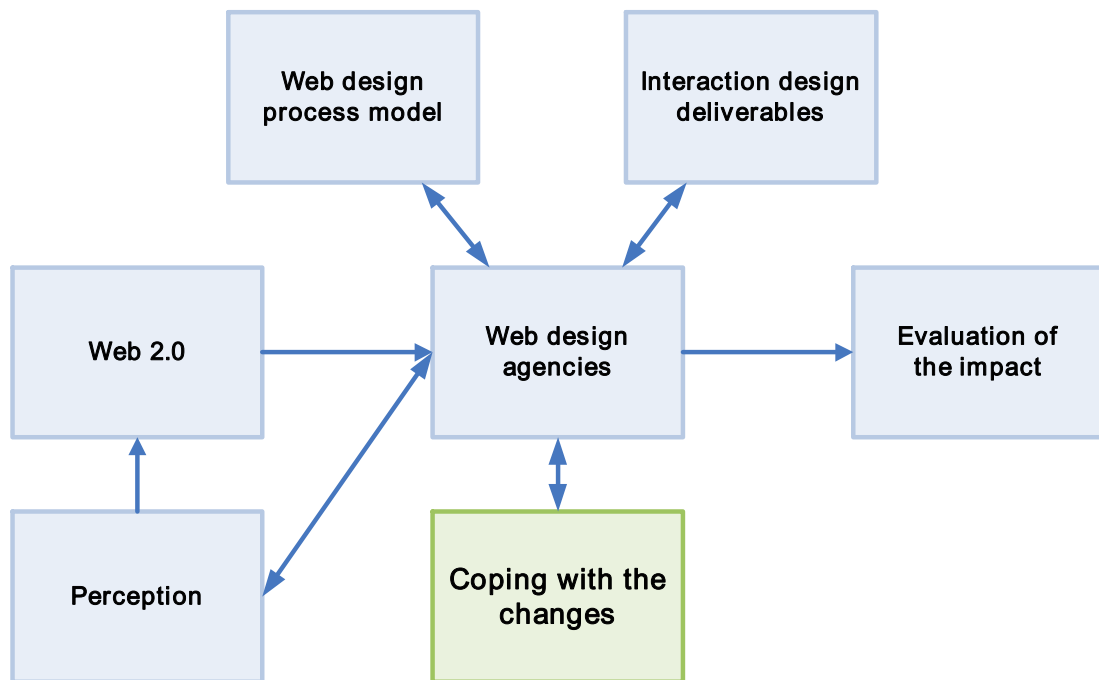 Web design
process model
Interaction design
deliverables
Web 2.0
Web design
agencies
Evaluation of
the impact
Perception
Coping with the
changes